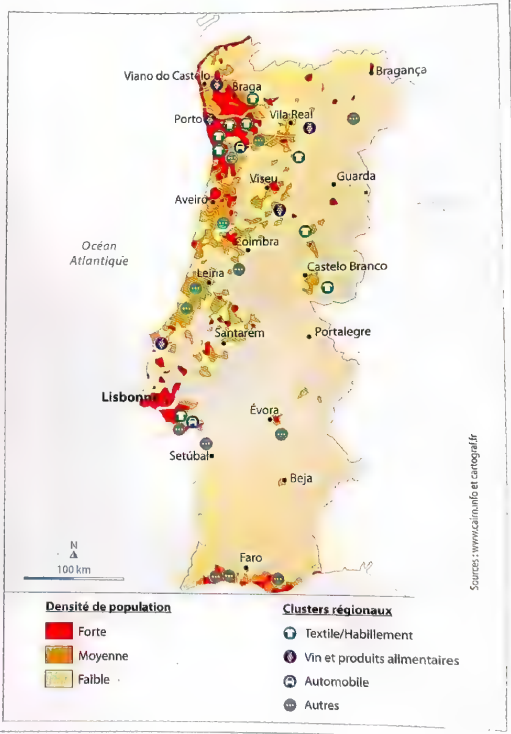 Viano do Castelo
Bragança
Braga
Porto
Vila Real
Viseu
Guarda
Aveiro
Océan
Atlantique
Coimbra
Castelo Branco
Leiria
Santarem
Portalegre
Lisbonne
Évora
Setúbal
Beja
Faro
N
100 km
Sources : www.cairn.info et cartograf.fr
Densité de population
Forte
Moyenne
Faible
Clusters régionaux
Textile/Habillement
Vin et produits alimentaires
Automobile
Autres